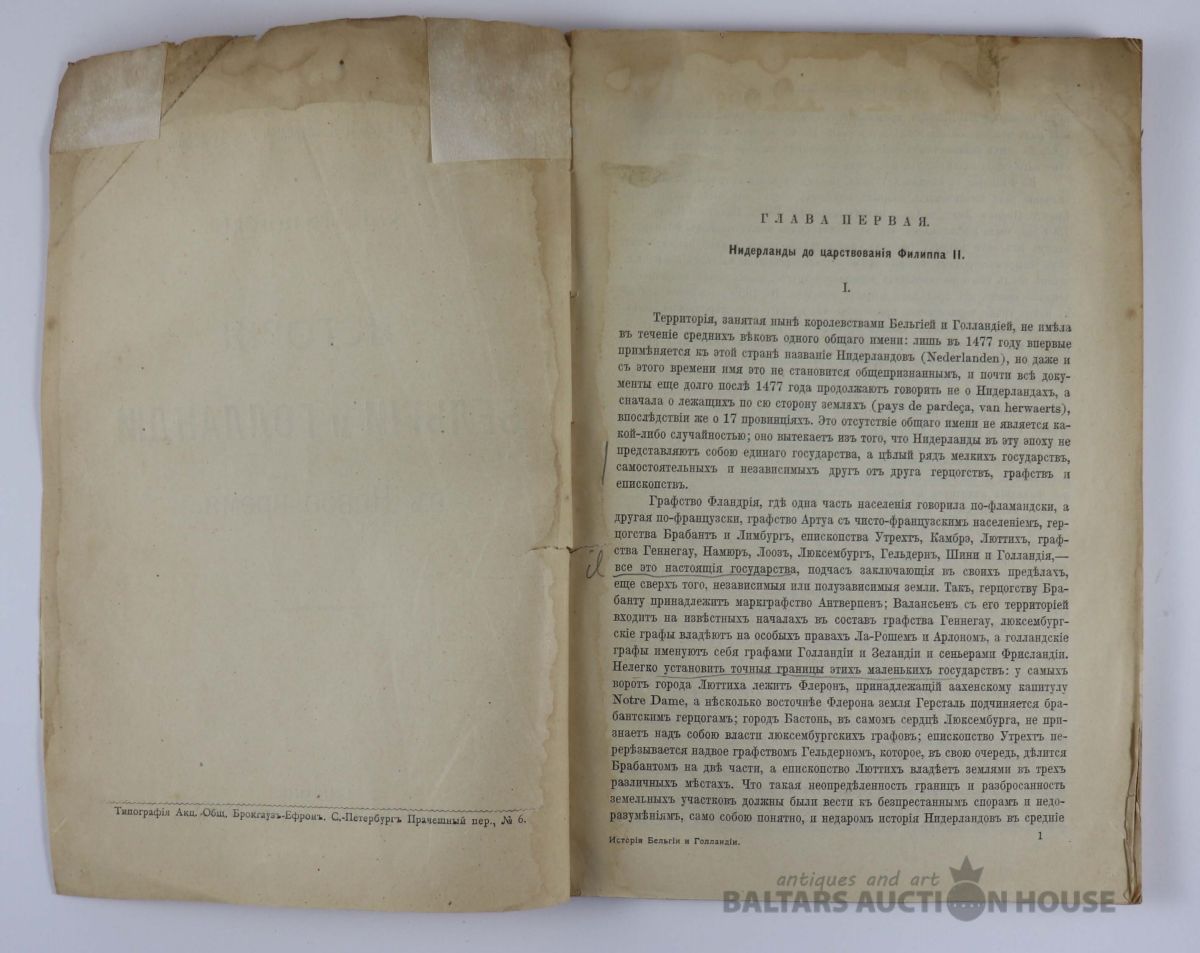 Типографія Акц. Общ. Брокгаузъ-Ефронъ. С.-Петербургъ Прачешный пер., № 6.
ГЛАВА ПЕРВАЯ.
Нидерланды до царствованія Филиппа II.
I.
Территорія, занятая нынѣ королевствами Бельгіей и Голландіей, не имѣла
въ теченіе среднихъ вѣковъ одного общаго имени: лишь въ 1477 году впервые
примѣняется къ этой странѣ названіе Нидерландовъ (Nederlanden), но даже и
съ этого времени имя это не становится общепризнаннымъ, и почти всѣ доку-
менты еще долго послѣ 1477 года продолжаютъ говорить не о Нидерландахъ, а
сначала о лежащихъ по сю сторону земляхъ (pays de pardeça, van herwaerts),
впослѣдствіи же о 17 провинціяхъ. Это отсутствіе общаго имени не является ка-
кой-либо случайностью; оно вытекаетъ изъ того, что Нидерланды въ эту эпоху не
представляютъ собою единаго государства, а цѣлый рядъ мелкихъ государствъ,
самостоятельныхъ и независимыхъ другъ отъ друга герцогствъ, графствъ и
епископствъ.
Графство Фландрія, гдѣ одна часть населенія говорила по-фламандски, а
другая по-французски, графство Артуа съ чисто-французскимъ населеніемъ, гер-
цогства Брабантъ и Лимбургъ, епископства Утрехтъ, Камбрэ, Люттихъ, граф-
ства Геннегау, Намюръ, Лоозъ, Люксембургъ, Гельдернъ, Шини и Голландія,—
все это настоящія государства, подчасъ заключающія въ своихъ предѣлахъ,
еще сверхъ того, независимыя или полузависимыя земли. Такъ, герцогству Бра-
банту принадлежитъ маркграфство Антверпенъ; Валансьенъ съ его территоріей
входитъ на извѣстныхъ началахъ въ составъ графства Геннегау, люксембург-
скіе графы владѣютъ на особыхъ правахъ Ла-Рошемъ и Арлономъ, а голландскіе
графы именуютъ себя графами Голландіи и Зеландіи и сеньерами Фрисландіи.
Нелегко установить точныя границы этихъ маленькихъ государствъ: у самыхъ
воротъ города Люттиха лежитъ Флеронъ, принадлежащій аахенскому капитулу
Notre Dame, а нѣсколько восточнѣе Флерона земля Герсталь подчиняется бра-
бантскимъ герцогамъ; городъ Бастонь, въ самомъ сердцѣ Люксембурга, не при-
знаетъ надъ собою власти люксембургскихъ графовъ; епископство Утрехтъ пе-
рерѣзывается надвое графствомъ Гельдерномъ, которое, въ свою очередь, дѣлится
Брабантомъ на двѣ части, а епископство Люттихъ владѣетъ землями въ трехъ
различныхъ мѣстахъ. Что такая неопредѣленность границъ и разбросанность
земельныхъ участковъ должны были вести къ безпрестаннымъ спорамъ и недо-
разумѣніямъ, само собою понятно, и недаромъ исторія Нидерландовъ въ средніе
Исторія Бельгіи и Голландіи.
1
antiques and art
BALTARS AUCTION HOUSE